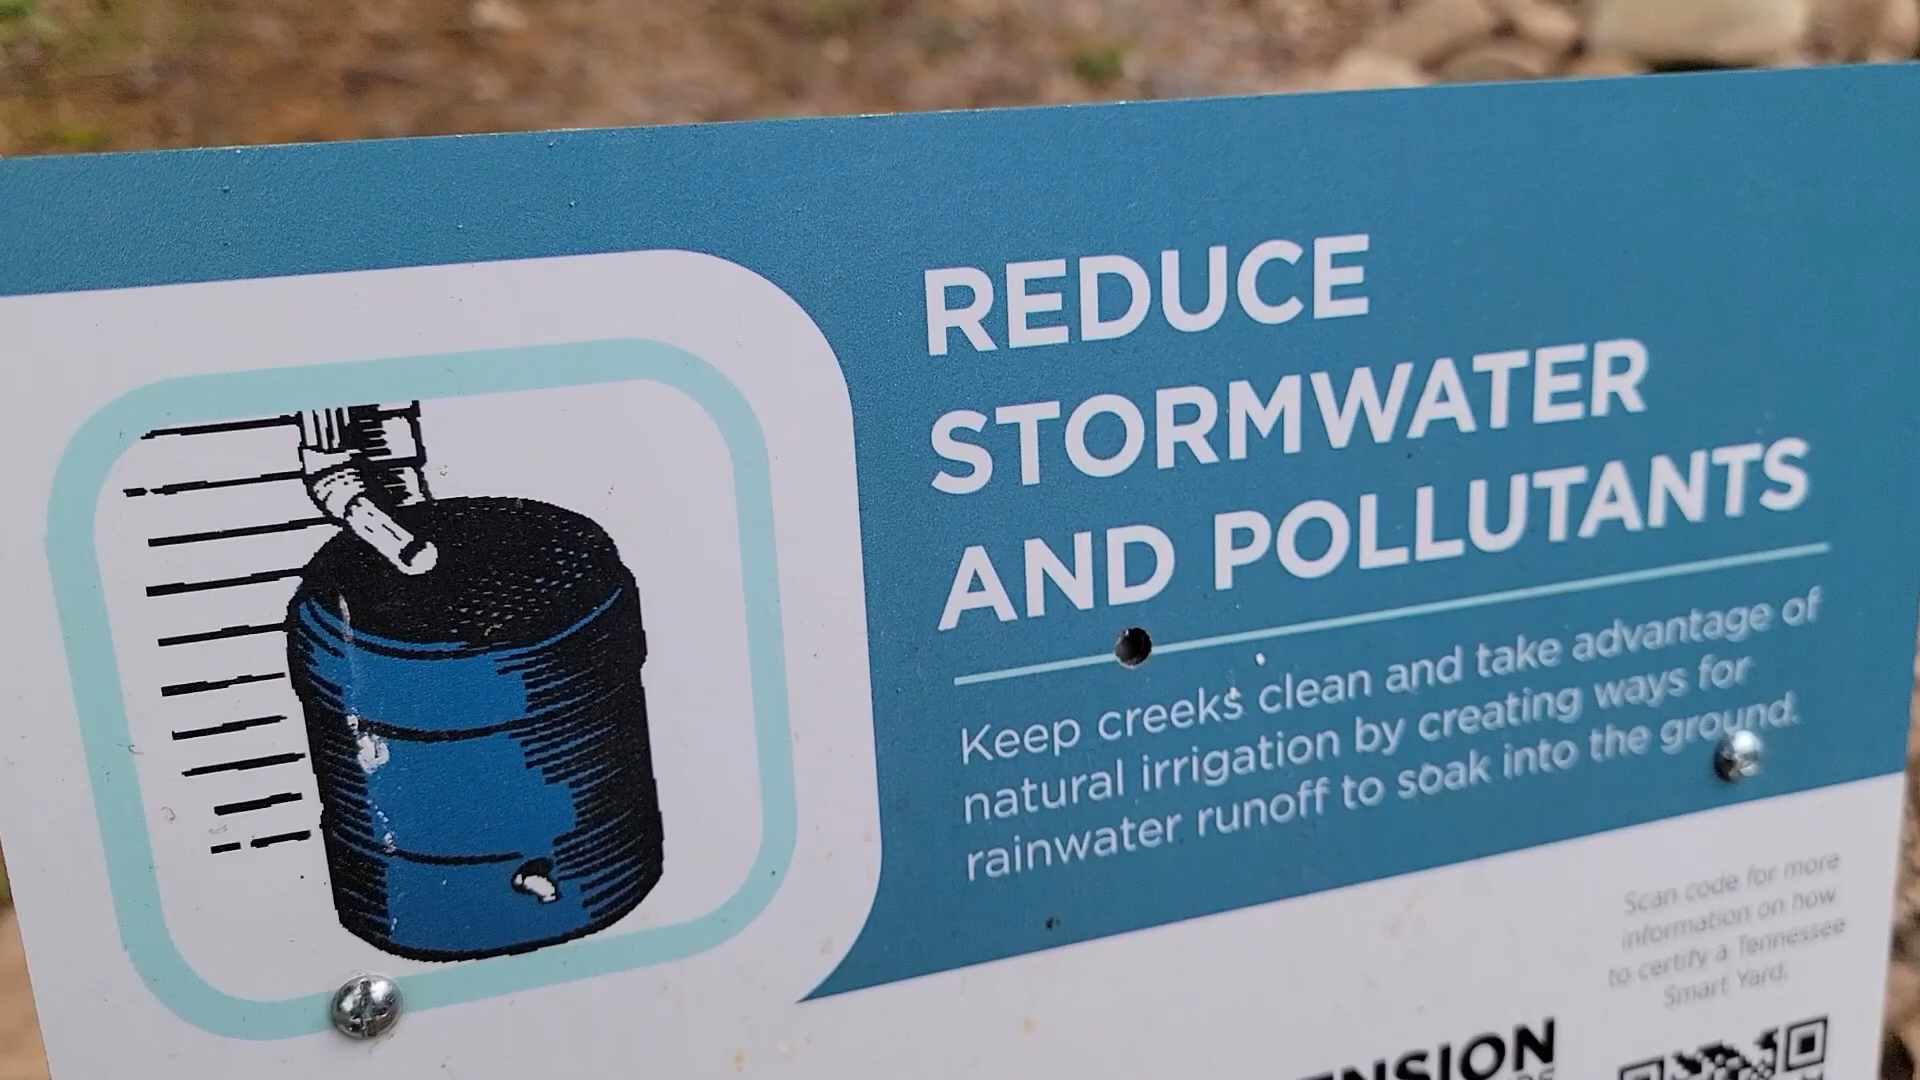 REDUCE
STORMWATER
AND POLLUTANTS
Keep creeks clean and take advantage of
natural irrigation by creating ways for
rainwater runoff to soak into the ground.
Scan code for more
information on how
to certify a Tennessee
Smart Yard.